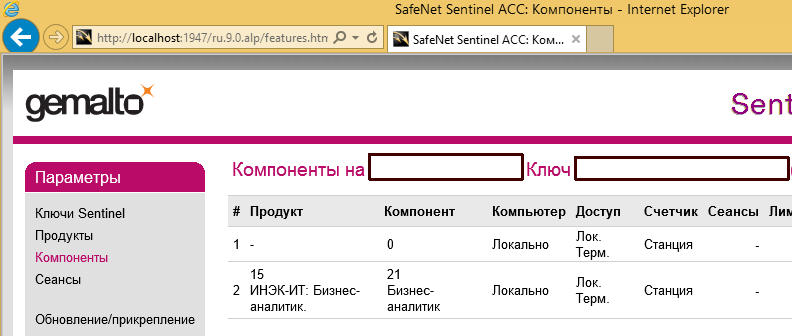 SafeNet Sentinel ACC: Компоненты - Internet Explorer
http://localhost:1947/ru.9.0.alp/features.htm
SafeNet Sentinel ACC: Ком...
gemalto
Sent
Параметры
Ключи Sentinel
Продукты
Компоненты
Сеансы
Обновление/прикрепление
Компоненты на Ключ
# Продукт Компонент Компьютер Доступ Счетчик Сеансы Лим
1 - 0 Локально Лок. Терм. Станция -
2 15 ИНЭК-ИТ: Бизнес-аналитик. 21 Бизнес-аналитик Локально Лок. Терм. Станция -